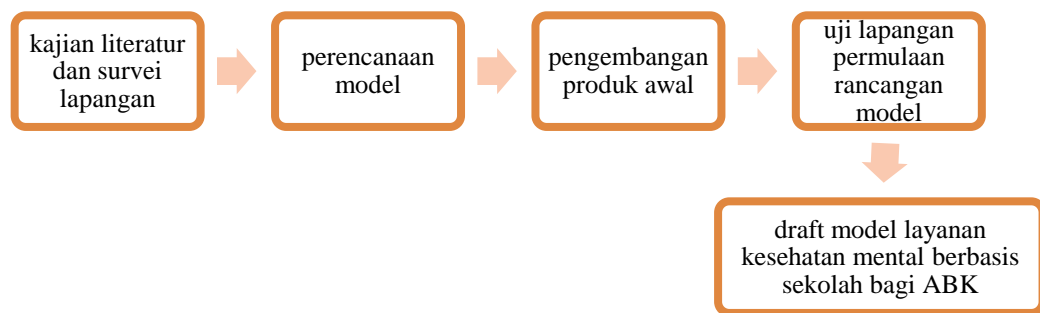 kajian literatur
dan survei
lapangan
perencanaan
model
pengembangan
produk awal
uji lapangan
permulaan
rancangan
model
draft model layanan
kesehatan mental berbasis
sekolah bagi ABK